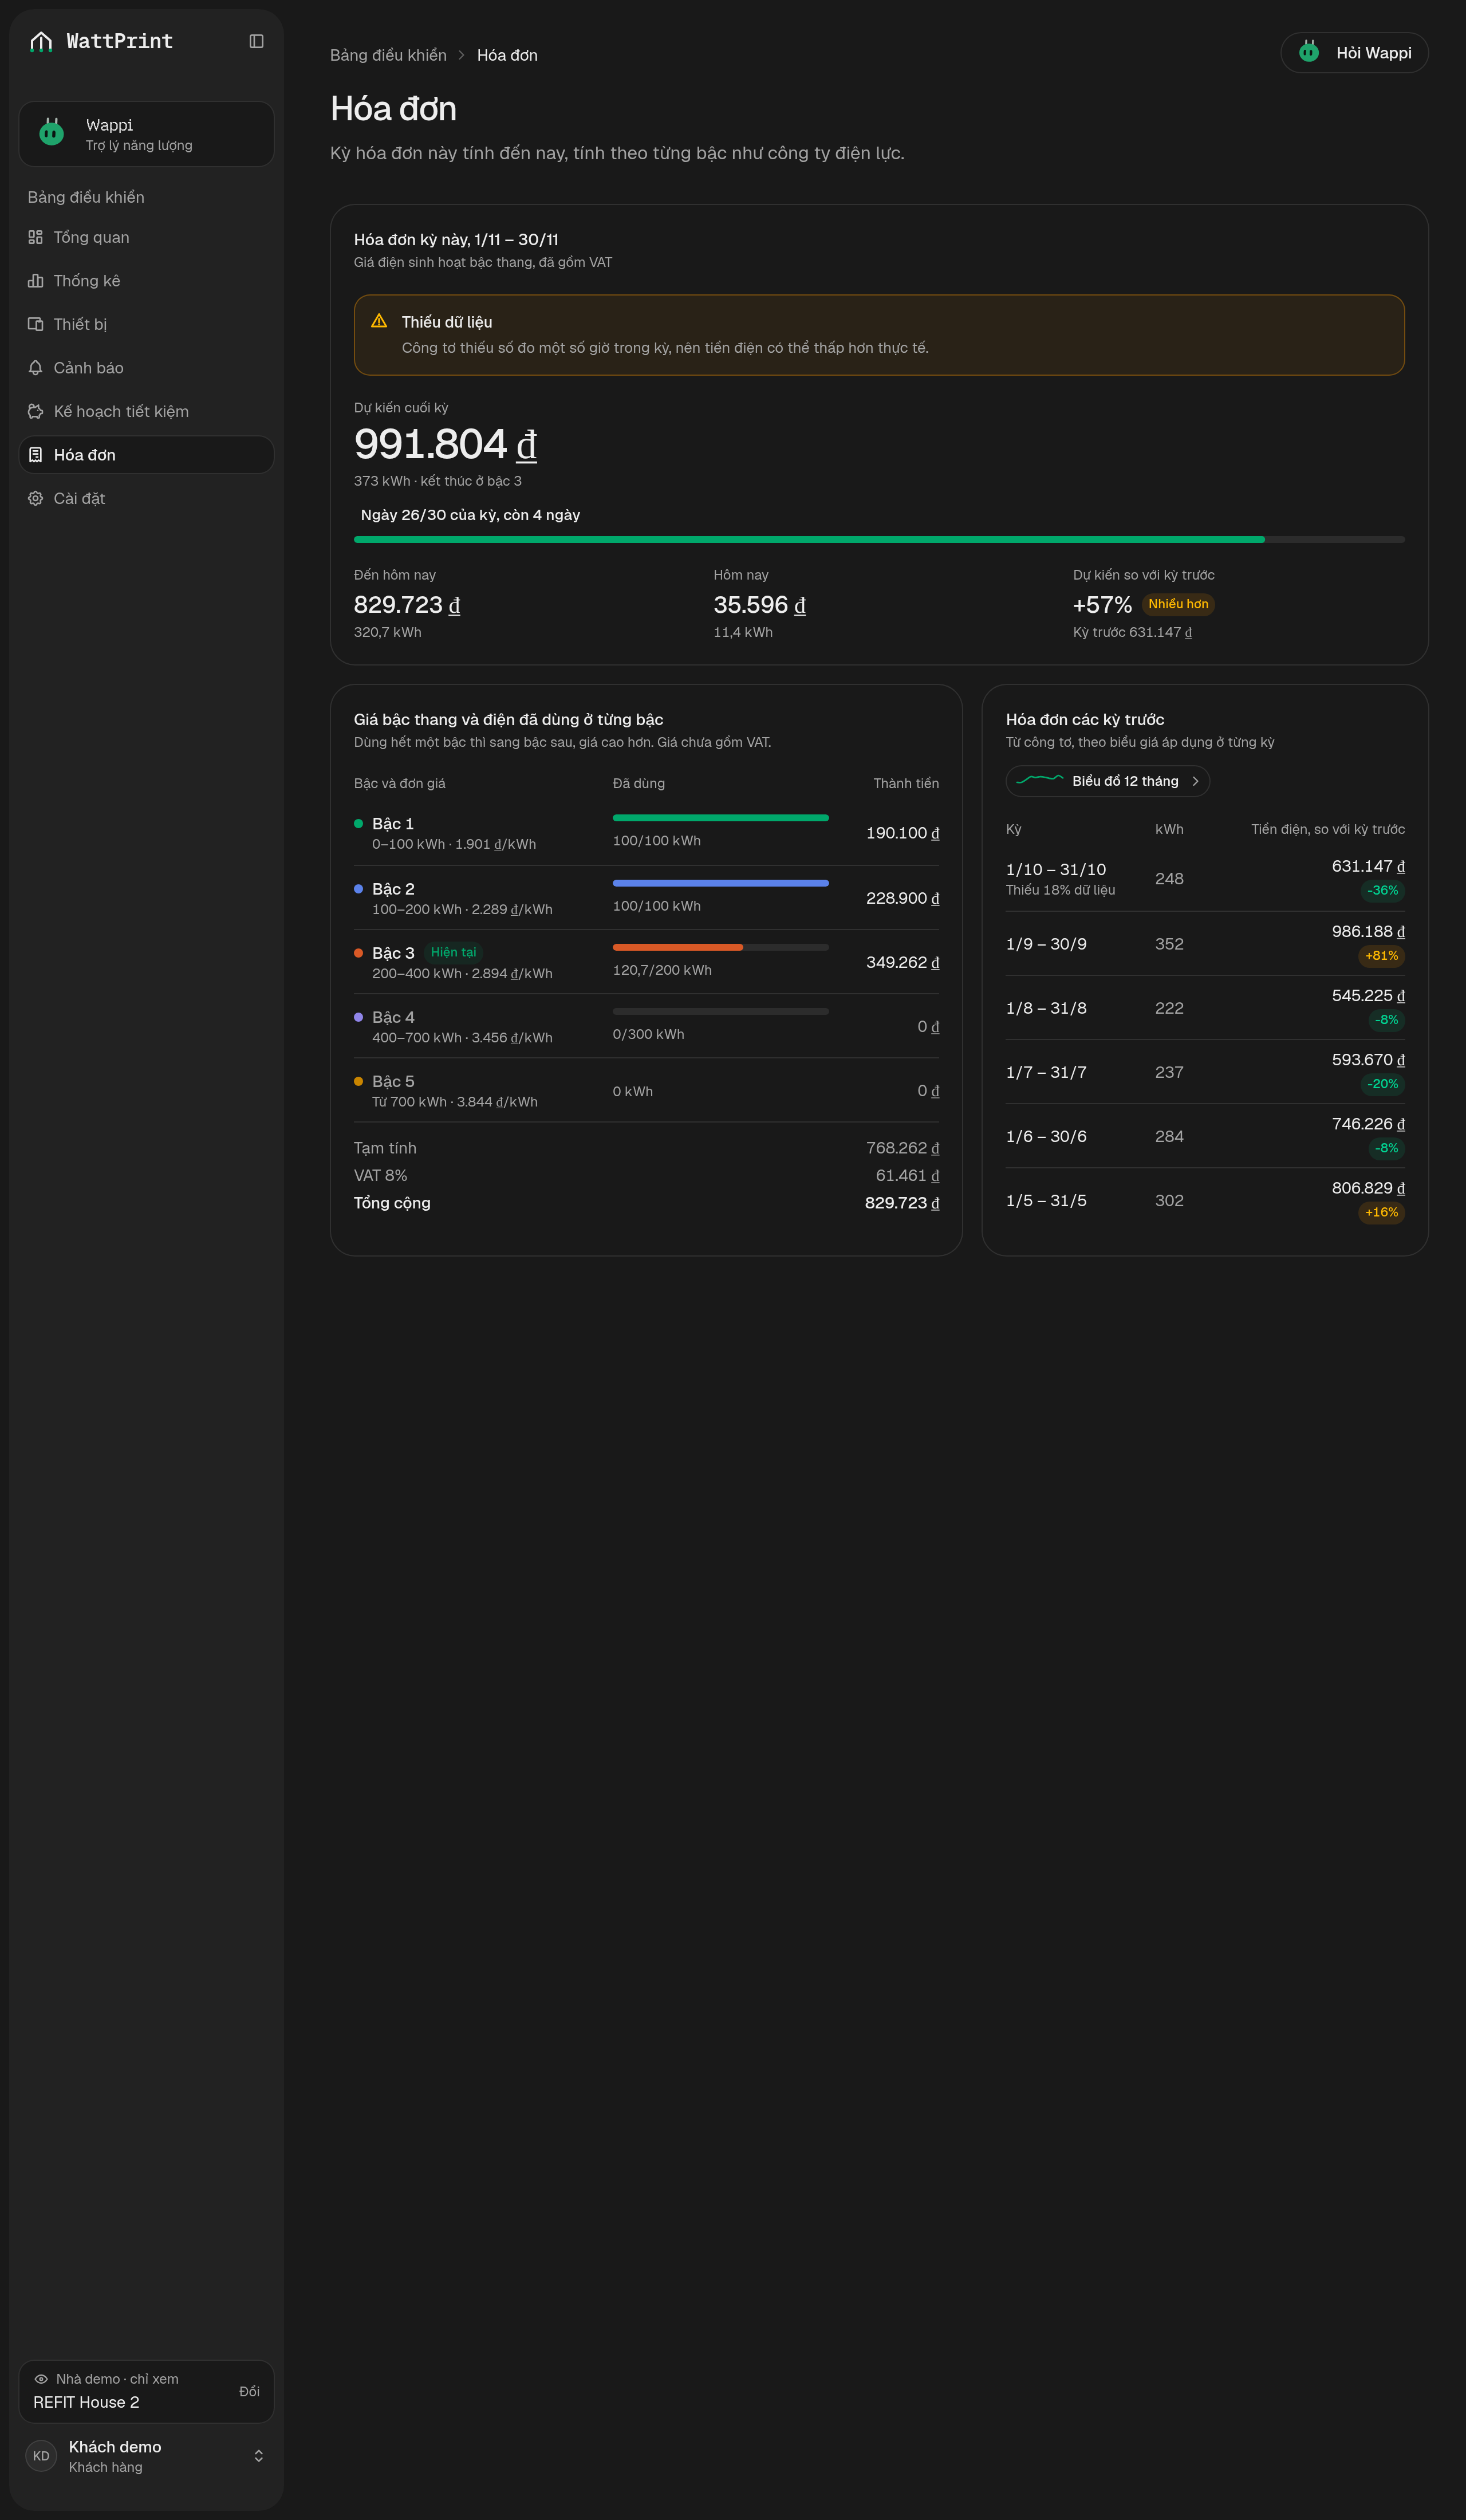 WattPrint
Wappi
Trợ lý năng lượng
Bảng điều khiển
Tổng quan
Thống kê
Thiết bị
Cảnh báo
Kế hoạch tiết kiệm
Hóa đơn
Cài đặt
Nhà demo · chỉ xem
REFIT House 2
Đổi
KD
Khách demo
Khách hàng
Bảng điều khiển > Hóa đơn
Hỏi Wappi
Hóa đơn
Kỳ hóa đơn này tính đến nay, tính theo từng bậc như công ty điện lực.
Hóa đơn kỳ này, 1/11 – 30/11
Giá điện sinh hoạt bậc thang, đã gồm VAT
Thiếu dữ liệu
Công tơ thiếu số đo một số giờ trong kỳ, nên tiền điện có thể thấp hơn thực tế.
Dự kiến cuối kỳ
991.804 ₫
373 kWh · kết thúc ở bậc 3
Ngày 26/30 của kỳ, còn 4 ngày
Đến hôm nay
829.723 ₫
320,7 kWh
Hôm nay
35.596 ₫
11,4 kWh
Dự kiến so với kỳ trước
+57% Nhiều hơn
Kỳ trước 631.147 ₫
Giá bậc thang và điện đã dùng ở từng bậc
Dùng hết một bậc thì sang bậc sau, giá cao hơn. Giá chưa gồm VAT.
Bậc và đơn giá Đã dùng Thành tiền
Bậc 1
0–100 kWh · 1.901 ₫/kWh
100/100 kWh
190.100 ₫
Bậc 2
100–200 kWh · 2.289 ₫/kWh
100/100 kWh
228.900 ₫
Bậc 3 Hiện tại
200–400 kWh · 2.894 ₫/kWh
120,7/200 kWh
349.262 ₫
Bậc 4
400–700 kWh · 3.456 ₫/kWh
0/300 kWh
0 ₫
Bậc 5
Từ 700 kWh · 3.844 ₫/kWh
0 kWh
0 ₫
Tạm tính 768.262 ₫
VAT 8% 61.461 ₫
Tổng cộng 829.723 ₫
Hóa đơn các kỳ trước
Từ công tơ, theo biểu giá áp dụng ở từng kỳ
Biểu đồ 12 tháng
Kỳ kWh Tiền điện, so với kỳ trước
1/10 – 31/10
Thiếu 18% dữ liệu
248
631.147 ₫
-36%
1/9 – 30/9
352
986.188 ₫
+81%
1/8 – 31/8
222
545.225 ₫
-8%
1/7 – 31/7
237
593.670 ₫
-20%
1/6 – 30/6
284
746.226 ₫
-8%
1/5 – 31/5
302
806.829 ₫
+16%